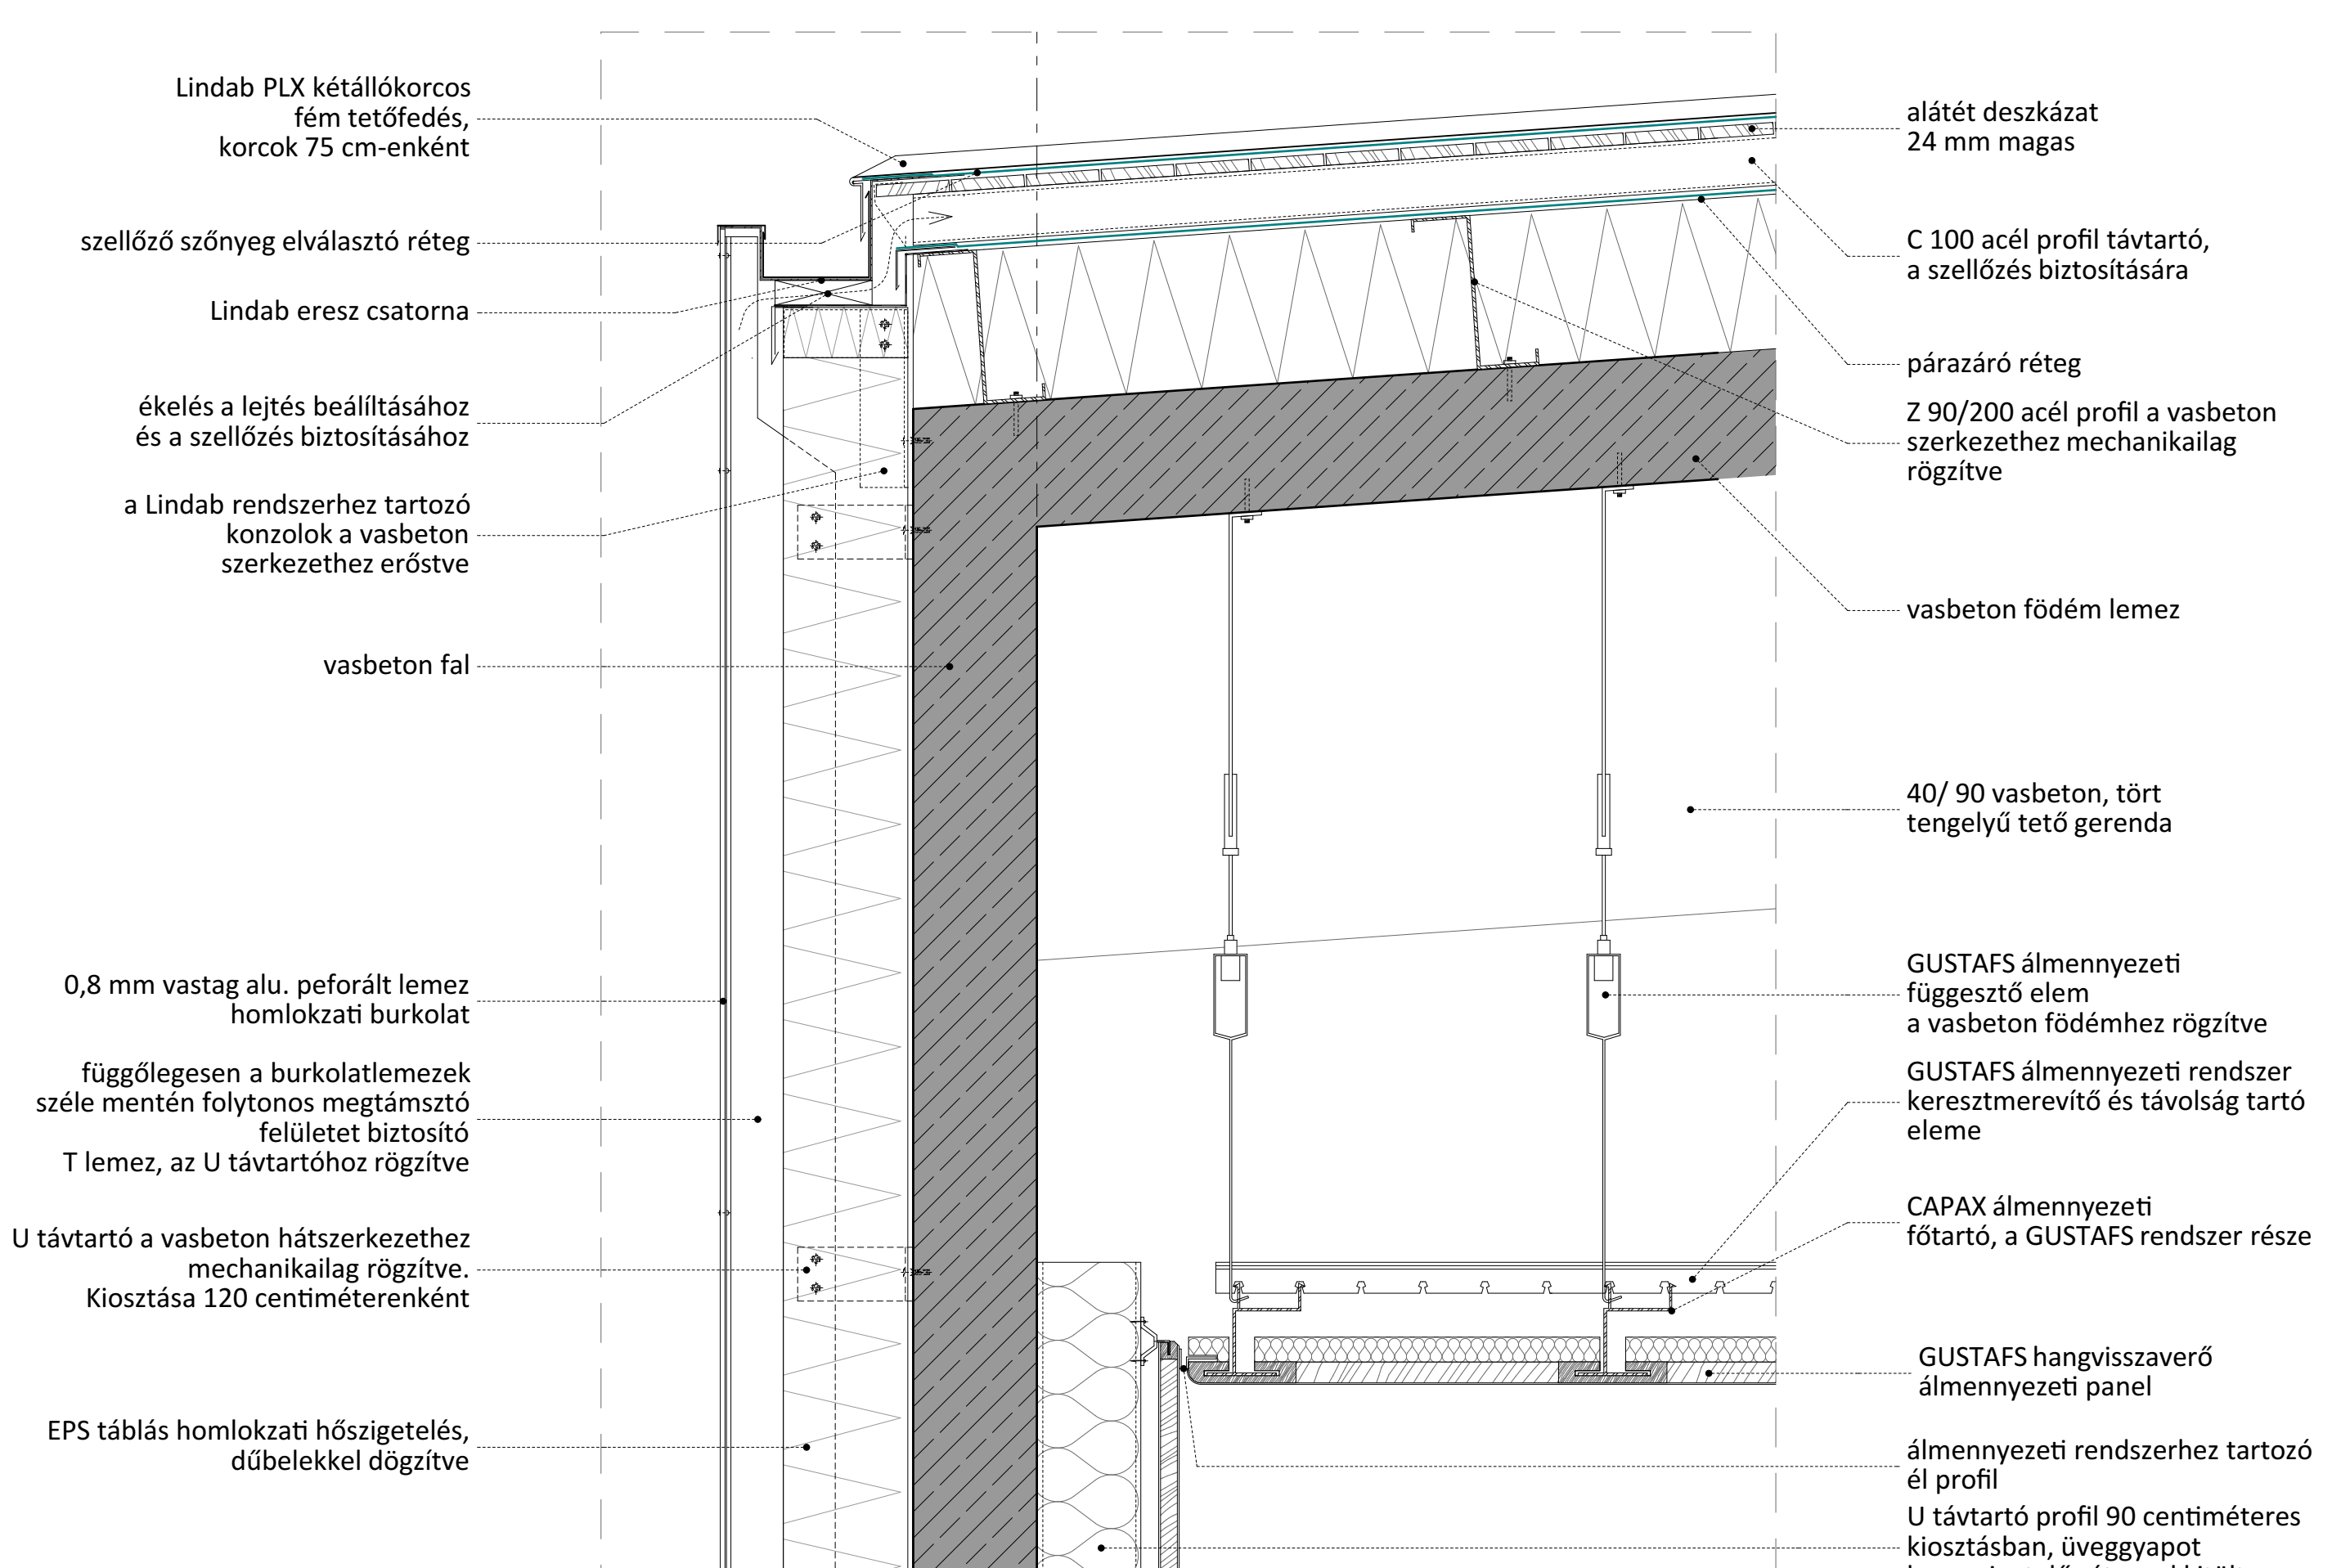 Lindab PLX kétállókorcos
fém tetőfedés,
korcok 75 cm-enként
szellőző szőnyeg elválasztó réteg
Lindab eresz csatorna
ékelés a lejtés beálíltásához
és a szellőzés biztosításához
a Lindab rendszerhez tartozó
konzolok a vasbeton
szerkezethez erőstve
vasbeton fal
0,8 mm vastag alu. peforált lemez
homlokzati burkolat
függőlegesen a burkolatlemezek
széle mentén folytonos megtámsztó
felületet biztosító
T lemez, az U távtartóhoz rögzítve
U távtartó a vasbeton hátszerkezethez
mechanikailag rögzítve.
Kiosztása 120 centiméterenként
EPS táblás homlokzati hőszigetelés,
dűbelekkel dögzítve
alátét deszkázat
24 mm magas
C 100 acél profil távtartó,
a szellőzés biztosítására
párazáró réteg
Z 90/200 acél profil a vasbeton
szerkezethez mechanikailag
rögzítve
vasbeton födém lemez
40/ 90 vasbeton, tört
tengelyű tető gerenda
GUSTAFS álmennyezeti
függesztő elem
a vasbeton födémhez rögzítve
GUSTAFS álmennyezeti rendszer
keresztmerevítő és távolság tartó
eleme
CAPAX álmennyezeti
főtartó, a GUSTAFS rendszer része
GUSTAFS hangvisszaverő
álmennyezeti panel
álmennyezeti rendszerhez tartozó
él profil
U távtartó profil 90 centiméteres
kiosztásban, üveggyapot